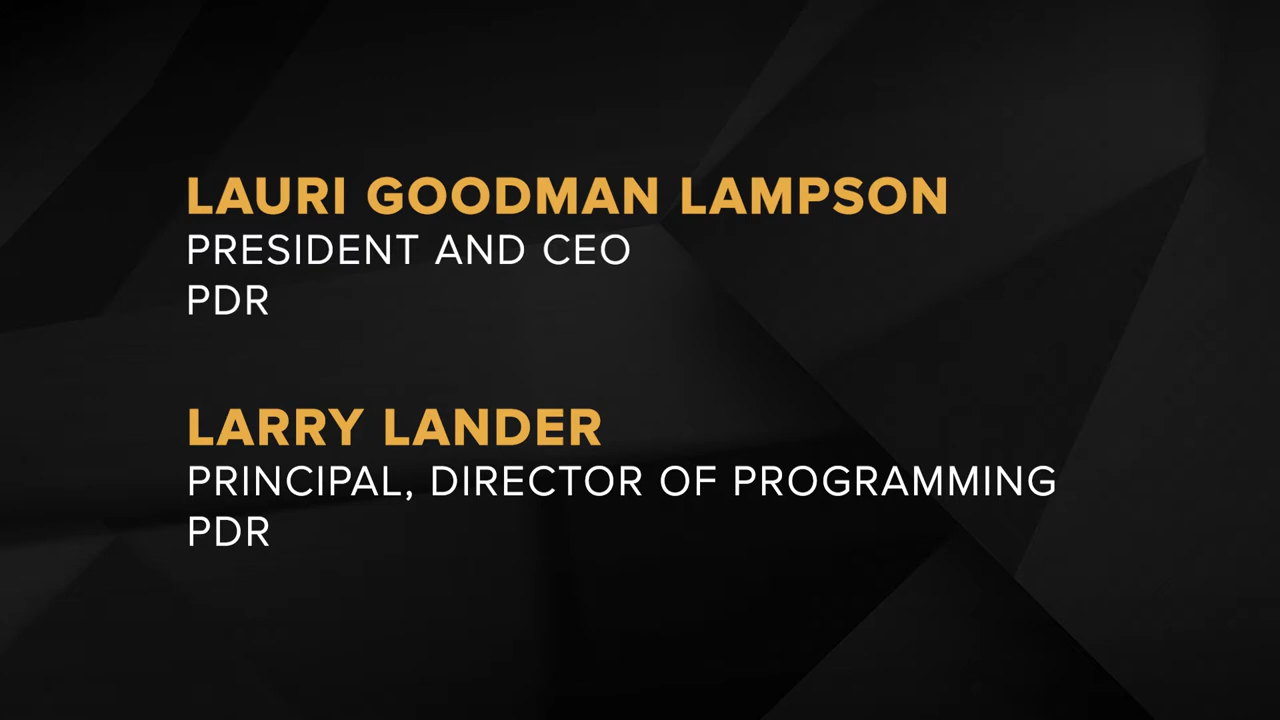 LAURI GOODMAN LAMPSON
PRESIDENT AND CEO
PDR
LARRY LANDER
PRINCIPAL, DIRECTOR OF PROGRAMMING
PDR